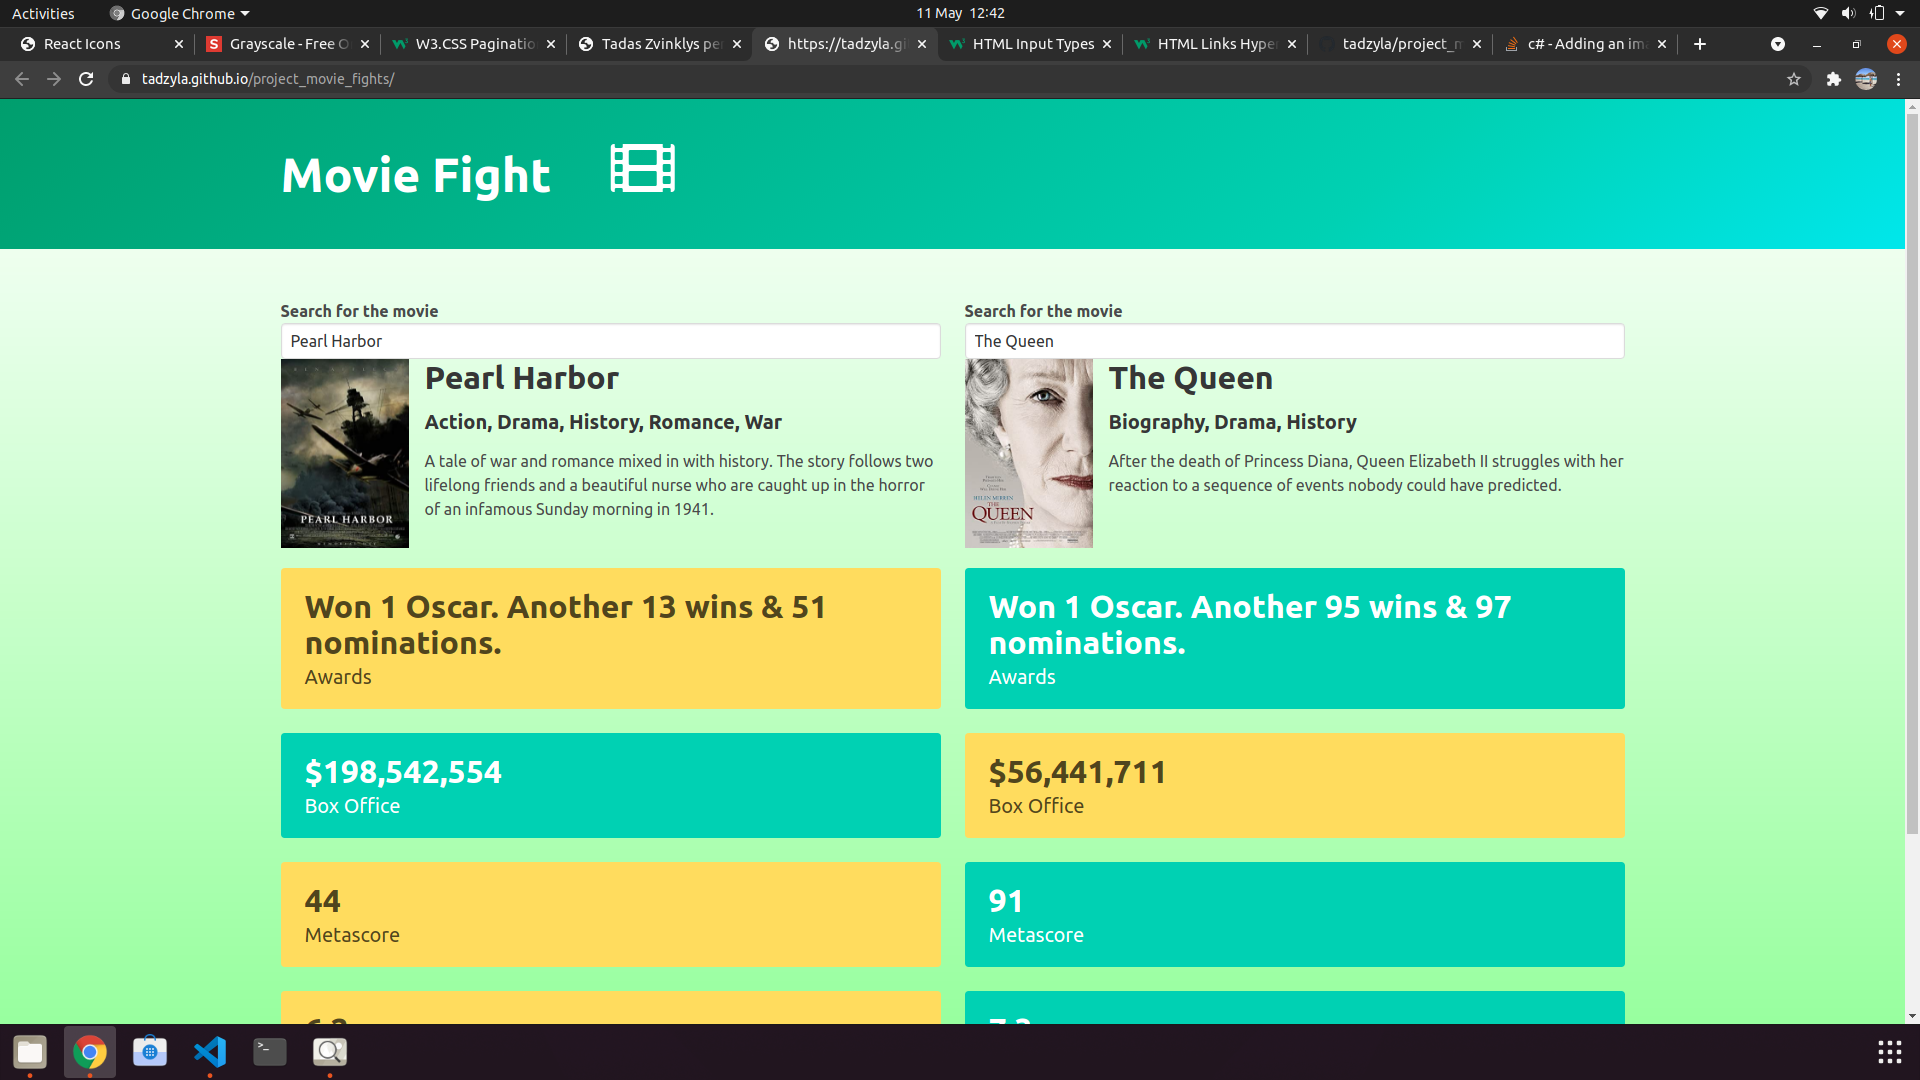 Activities
Google Chrome
11 May 12:42
React Icons
Grayscale - Free O
W3.CSS Paginatio
Tadas Zvinklys per
https://tadzyla.gi
HTML Input Types
HTML Links Hyper
tadzyla/project_m
c# - Adding an ima
tadzyla.github.io/project_movie_fights/
Movie Fight
Search for the movie
Pearl Harbor
PEARL HARBOR
Pearl Harbor
Action, Drama, History, Romance, War
A tale of war and romance mixed in with history. The story follows two
lifelong friends and a beautiful nurse who are caught up in the horror
of an infamous Sunday morning in 1941.
Won 1 Oscar. Another 13 wins & 51
nominations.
Awards
$198,542,554
Box Office
44
Metascore
Search for the movie
The Queen
HELEN MIRREN
THE
QUEEN
The Queen
Biography, Drama, History
After the death of Princess Diana, Queen Elizabeth II struggles with her
reaction to a sequence of events nobody could have predicted.
Won 1 Oscar. Another 95 wins & 97
nominations.
Awards
$56,441,711
Box Office
91
Metascore